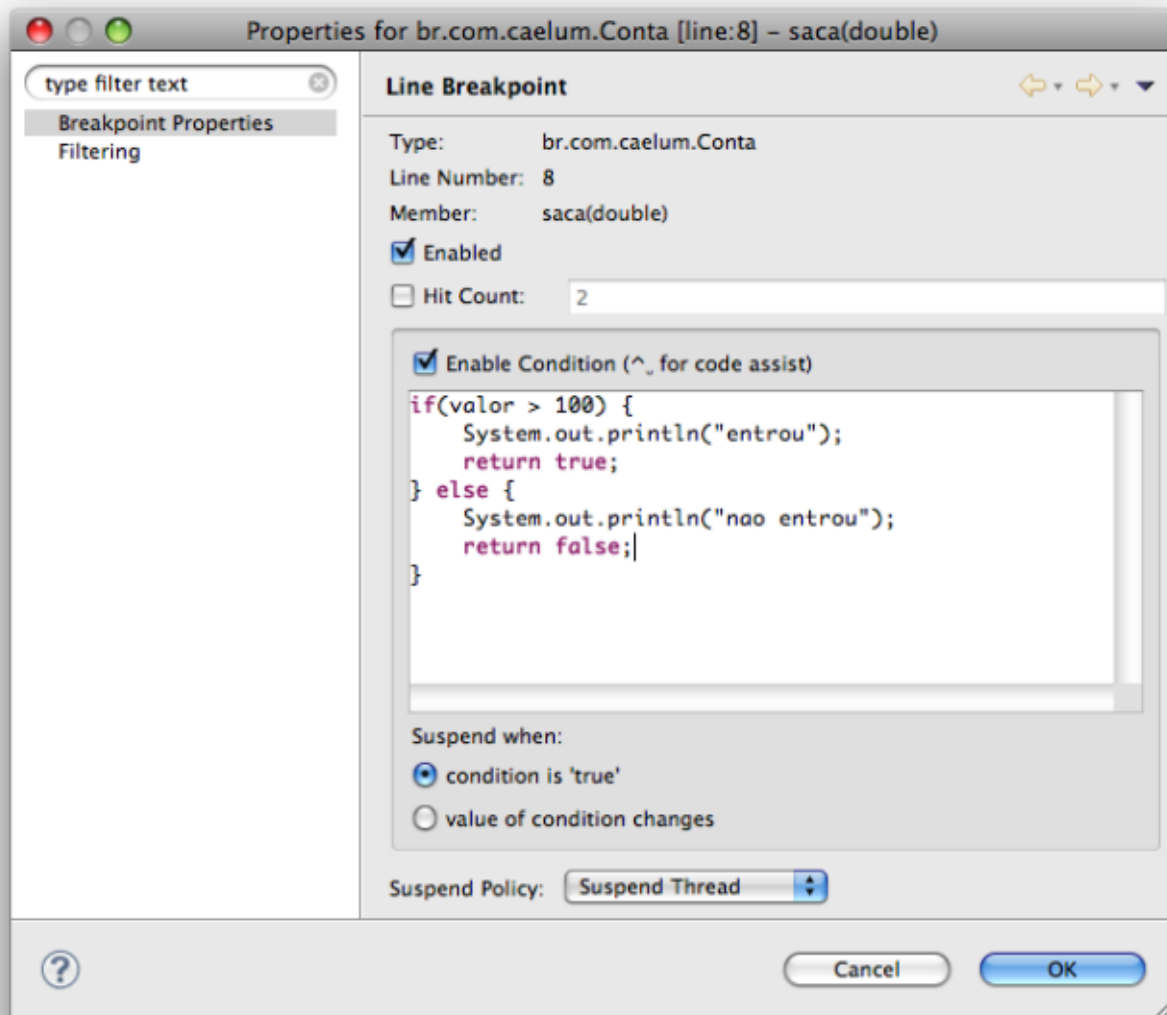 Properties for br.com.caelum.Conta [line:8] – saca(double)
type filter text
Breakpoint Properties
Filtering
Line Breakpoint
Type: br.com.caelum.Conta
Line Number: 8
Member: saca(double)
Enabled
Hit Count: 2
Enable Condition (^␣ for code assist)
if(valor > 100) {
    System.out.println("entrou");
    return true;
} else {
    System.out.println("nao entrou");
    return false;
}
Suspend when:
condition is 'true'
value of condition changes
Suspend Policy: Suspend Thread
?
Cancel OK